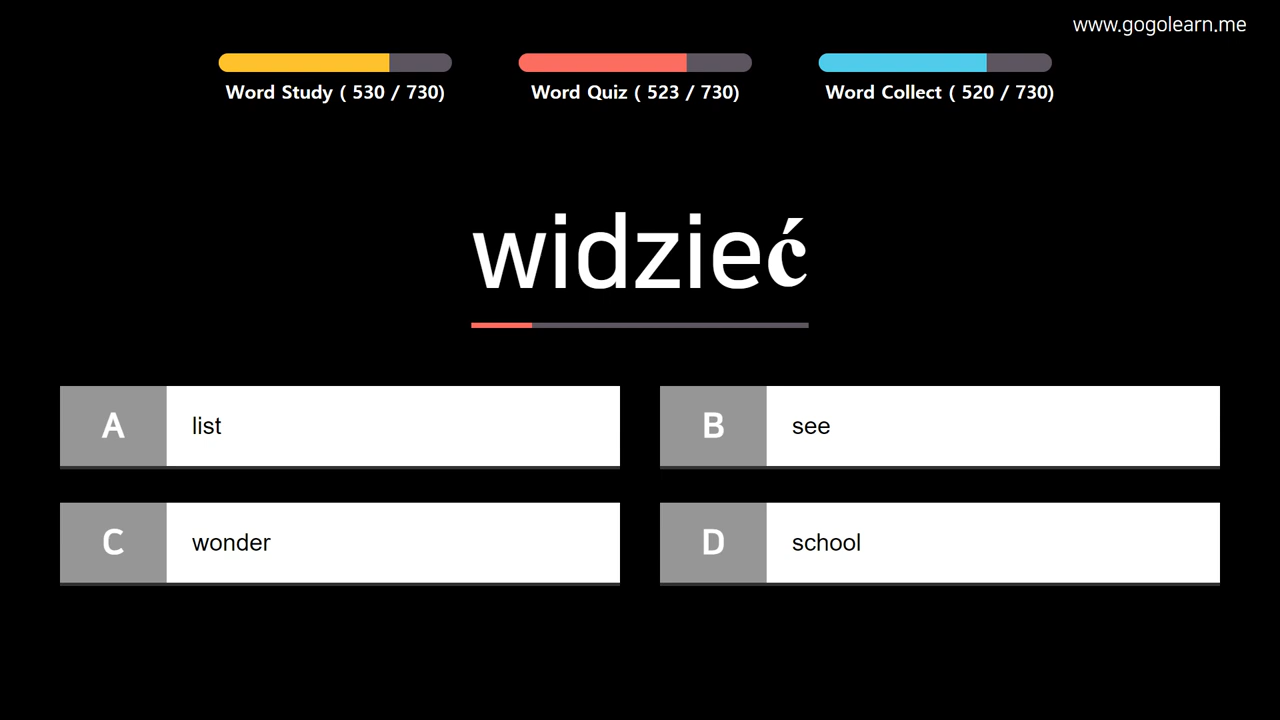 www.gogolearn.me
Word Study ( 530 / 730)
Word Quiz ( 523 / 730)
Word Collect ( 520 / 730)
widzieć
A list
B see
C wonder
D school